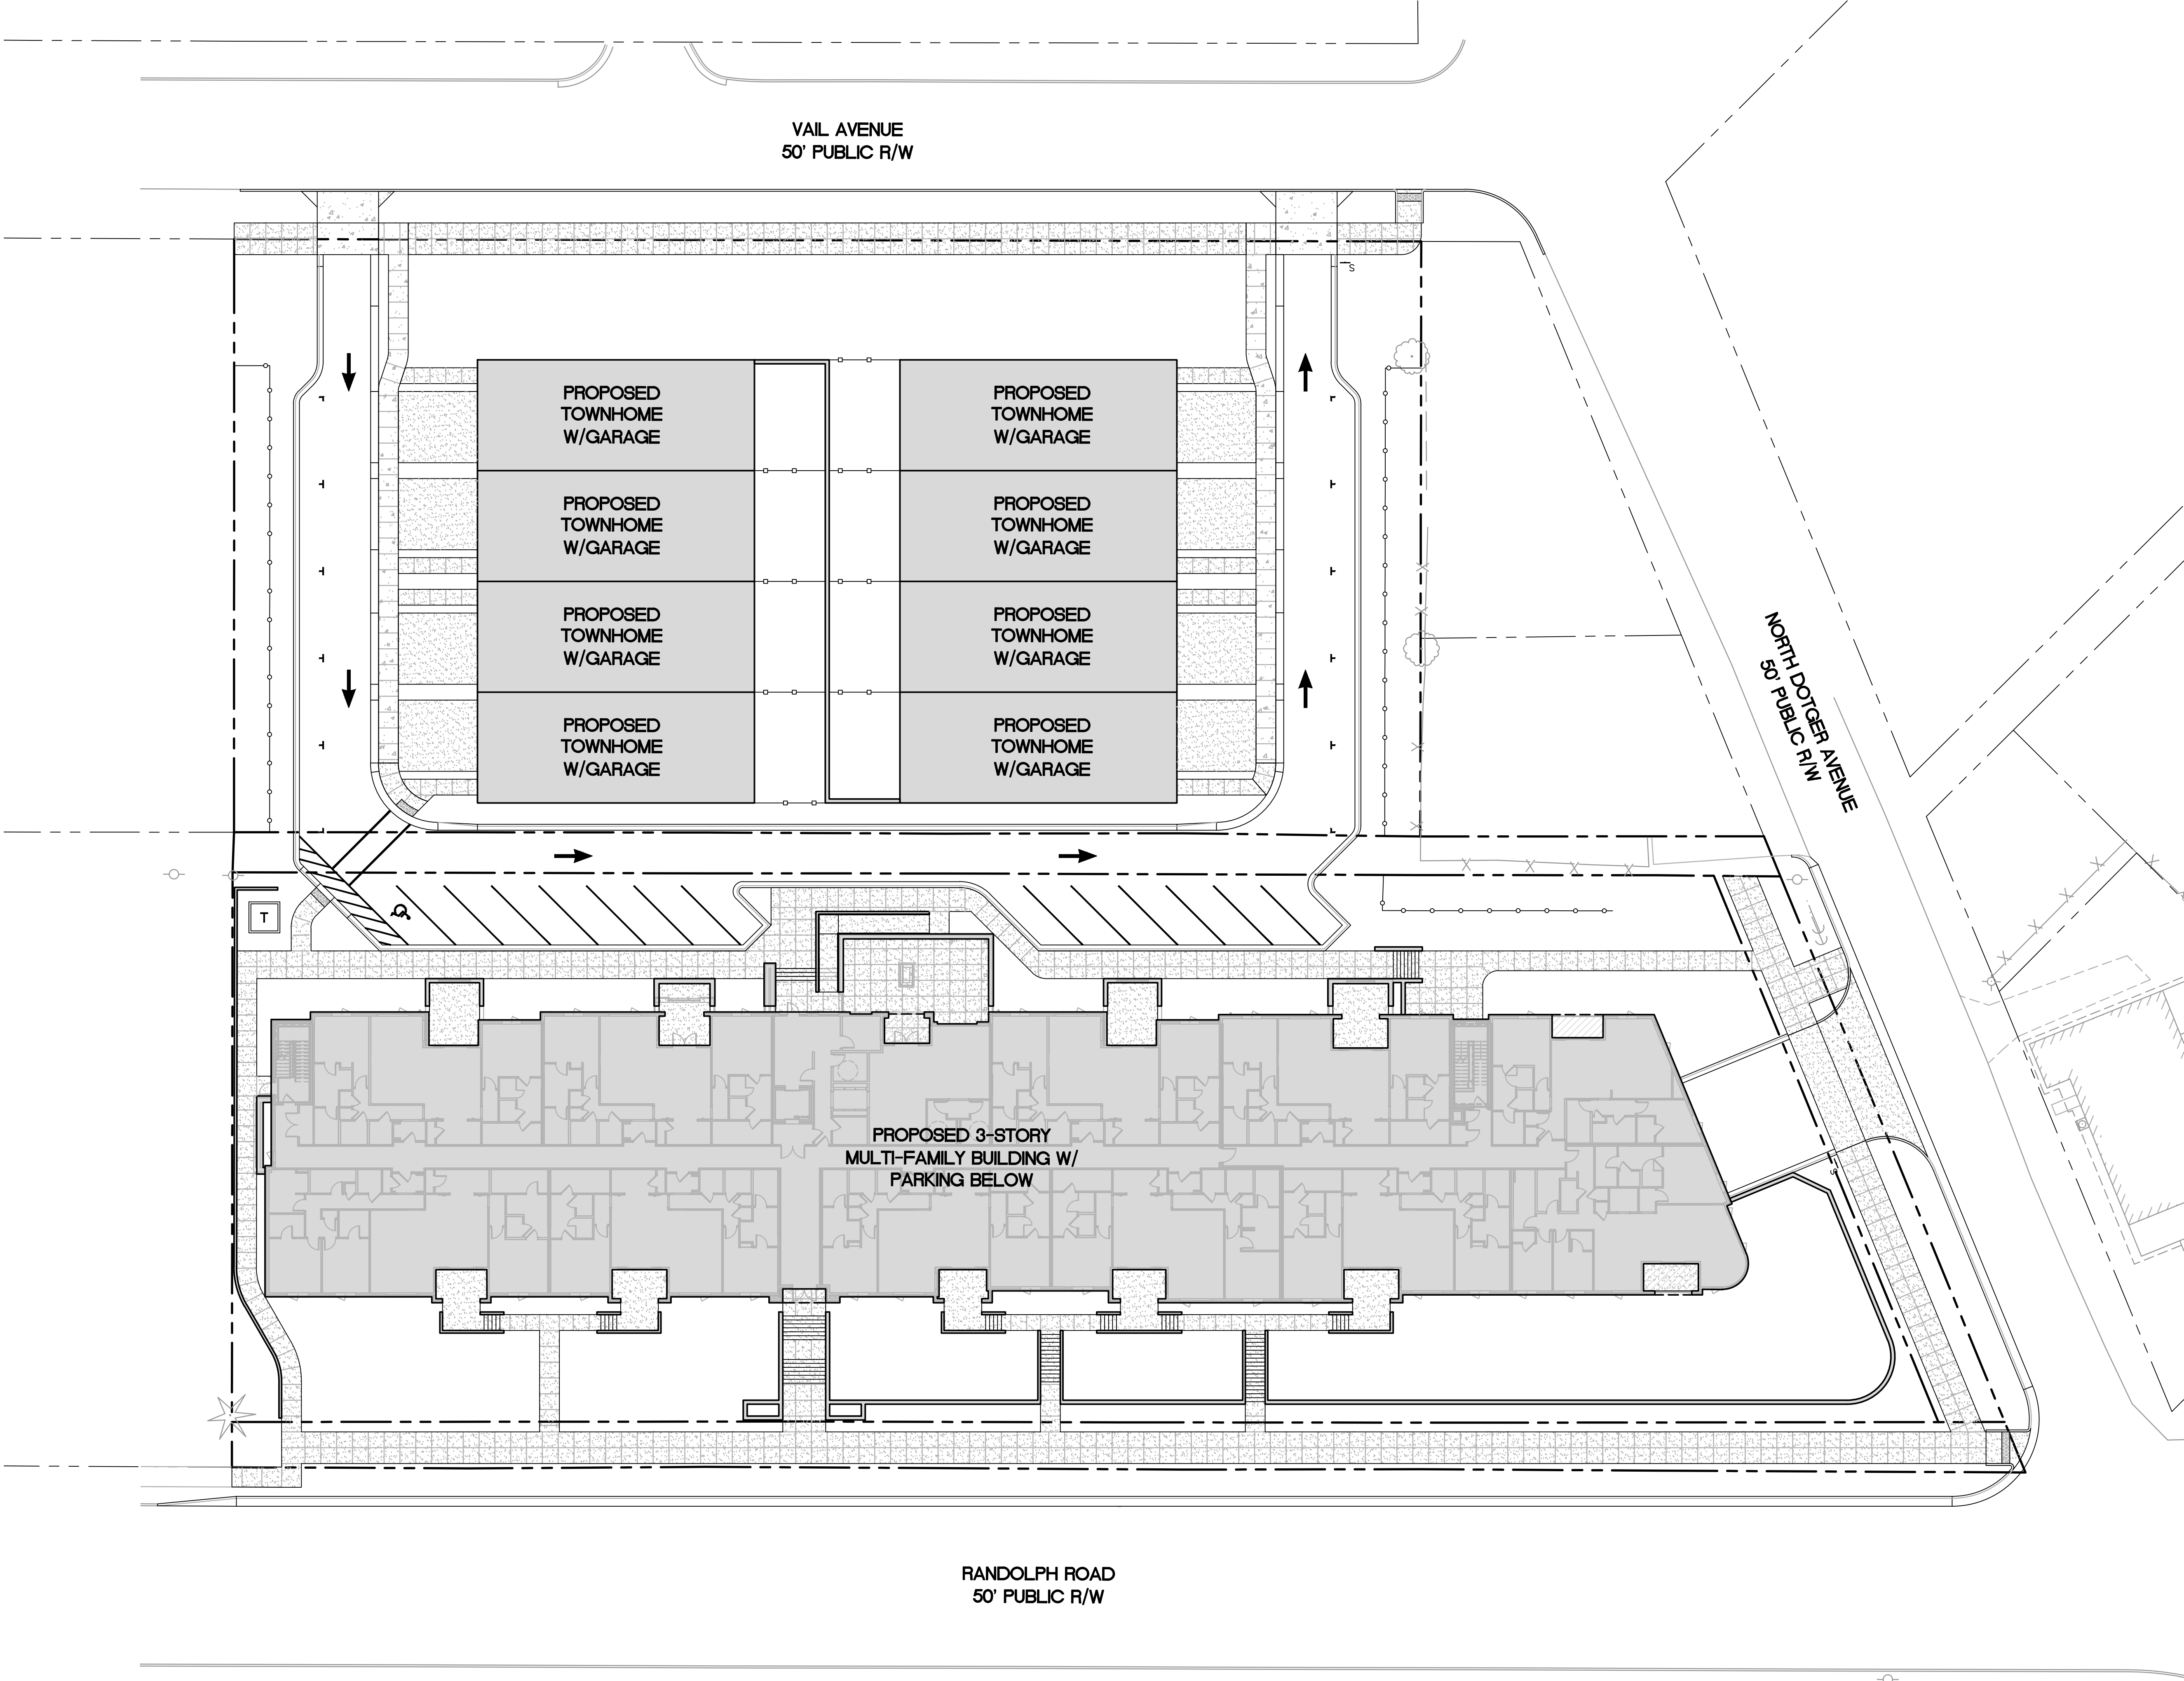 VAIL AVENUE
50' PUBLIC R/W
S
PROPOSED
TOWNHOME
W/GARAGE
PROPOSED
TOWNHOME
W/GARAGE
PROPOSED
TOWNHOME
W/GARAGE
PROPOSED
TOWNHOME
W/GARAGE
PROPOSED
TOWNHOME
W/GARAGE
PROPOSED
TOWNHOME
W/GARAGE
PROPOSED
TOWNHOME
W/GARAGE
PROPOSED
TOWNHOME
W/GARAGE
NORTH DOTGER AVENUE
50' PUBLIC R/W
T
PROPOSED 3-STORY
MULTI-FAMILY BUILDING W/
PARKING BELOW
S
RANDOLPH ROAD
50' PUBLIC R/W